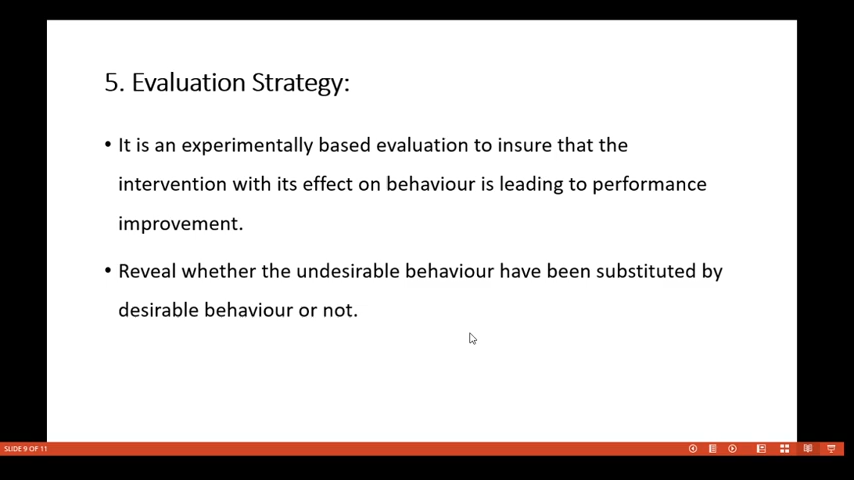 5. Evaluation Strategy:
• It is an experimentally based evaluation to insure that the
intervention with its effect on behaviour is leading to performance
improvement.
• Reveal whether the undesirable behaviour have been substituted by
desirable behaviour or not.
SLIDE 9 OF 11